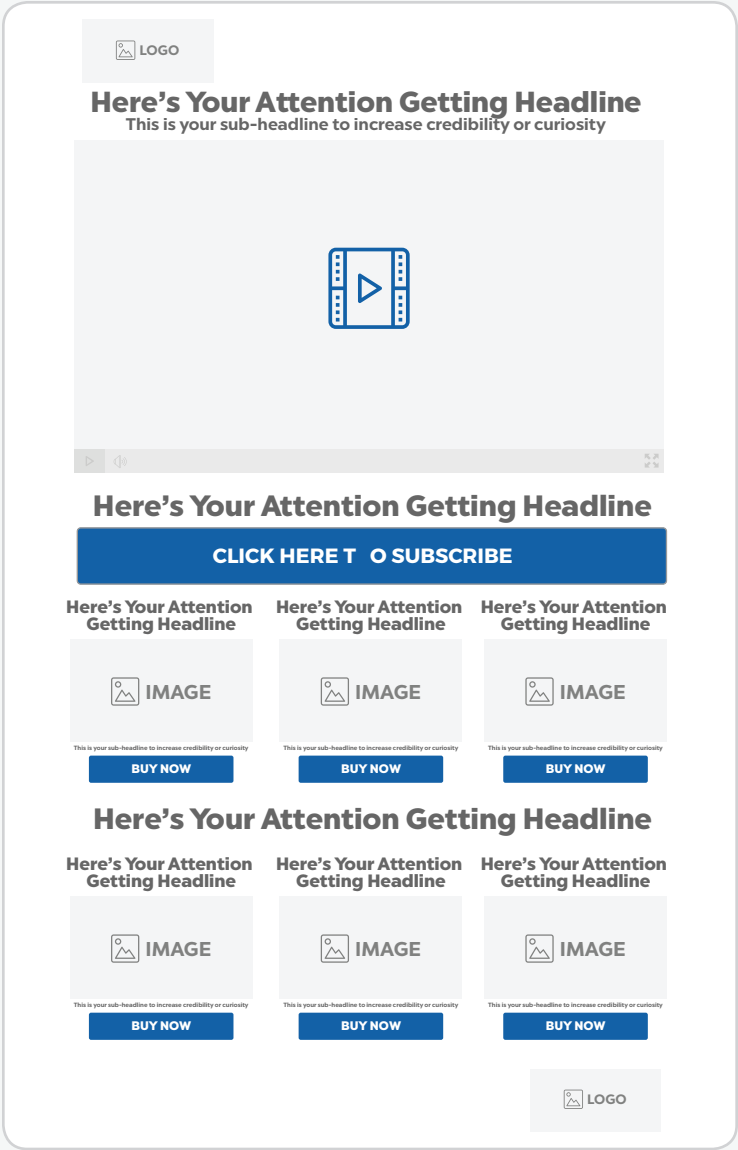 LOGO
Here's Your Attention Getting Headline
This is your sub-headline to increase credibility or curiosity
Here's Your Attention Getting Headline
CLICK HERE T O SUBSCRIBE
Here's Your Attention
Getting Headline
IMAGE
This is your sub-headline to increase credibility or curiosity
BUY NOW
Here's Your Attention
Getting Headline
IMAGE
This is your sub-headline to increase credibility or curiosity
BUY NOW
Here's Your Attention
Getting Headline
IMAGE
This is your sub-headline to increase credibility or curiosity
BUY NOW
Here's Your Attention Getting Headline
Here's Your Attention
Getting Headline
IMAGE
This is your sub-headline to increase credibility or curiosity
BUY NOW
Here's Your Attention
Getting Headline
IMAGE
This is your sub-headline to increase credibility or curiosity
BUY NOW
Here's Your Attention
Getting Headline
IMAGE
This is your sub-headline to increase credibility or curiosity
BUY NOW
LOGO